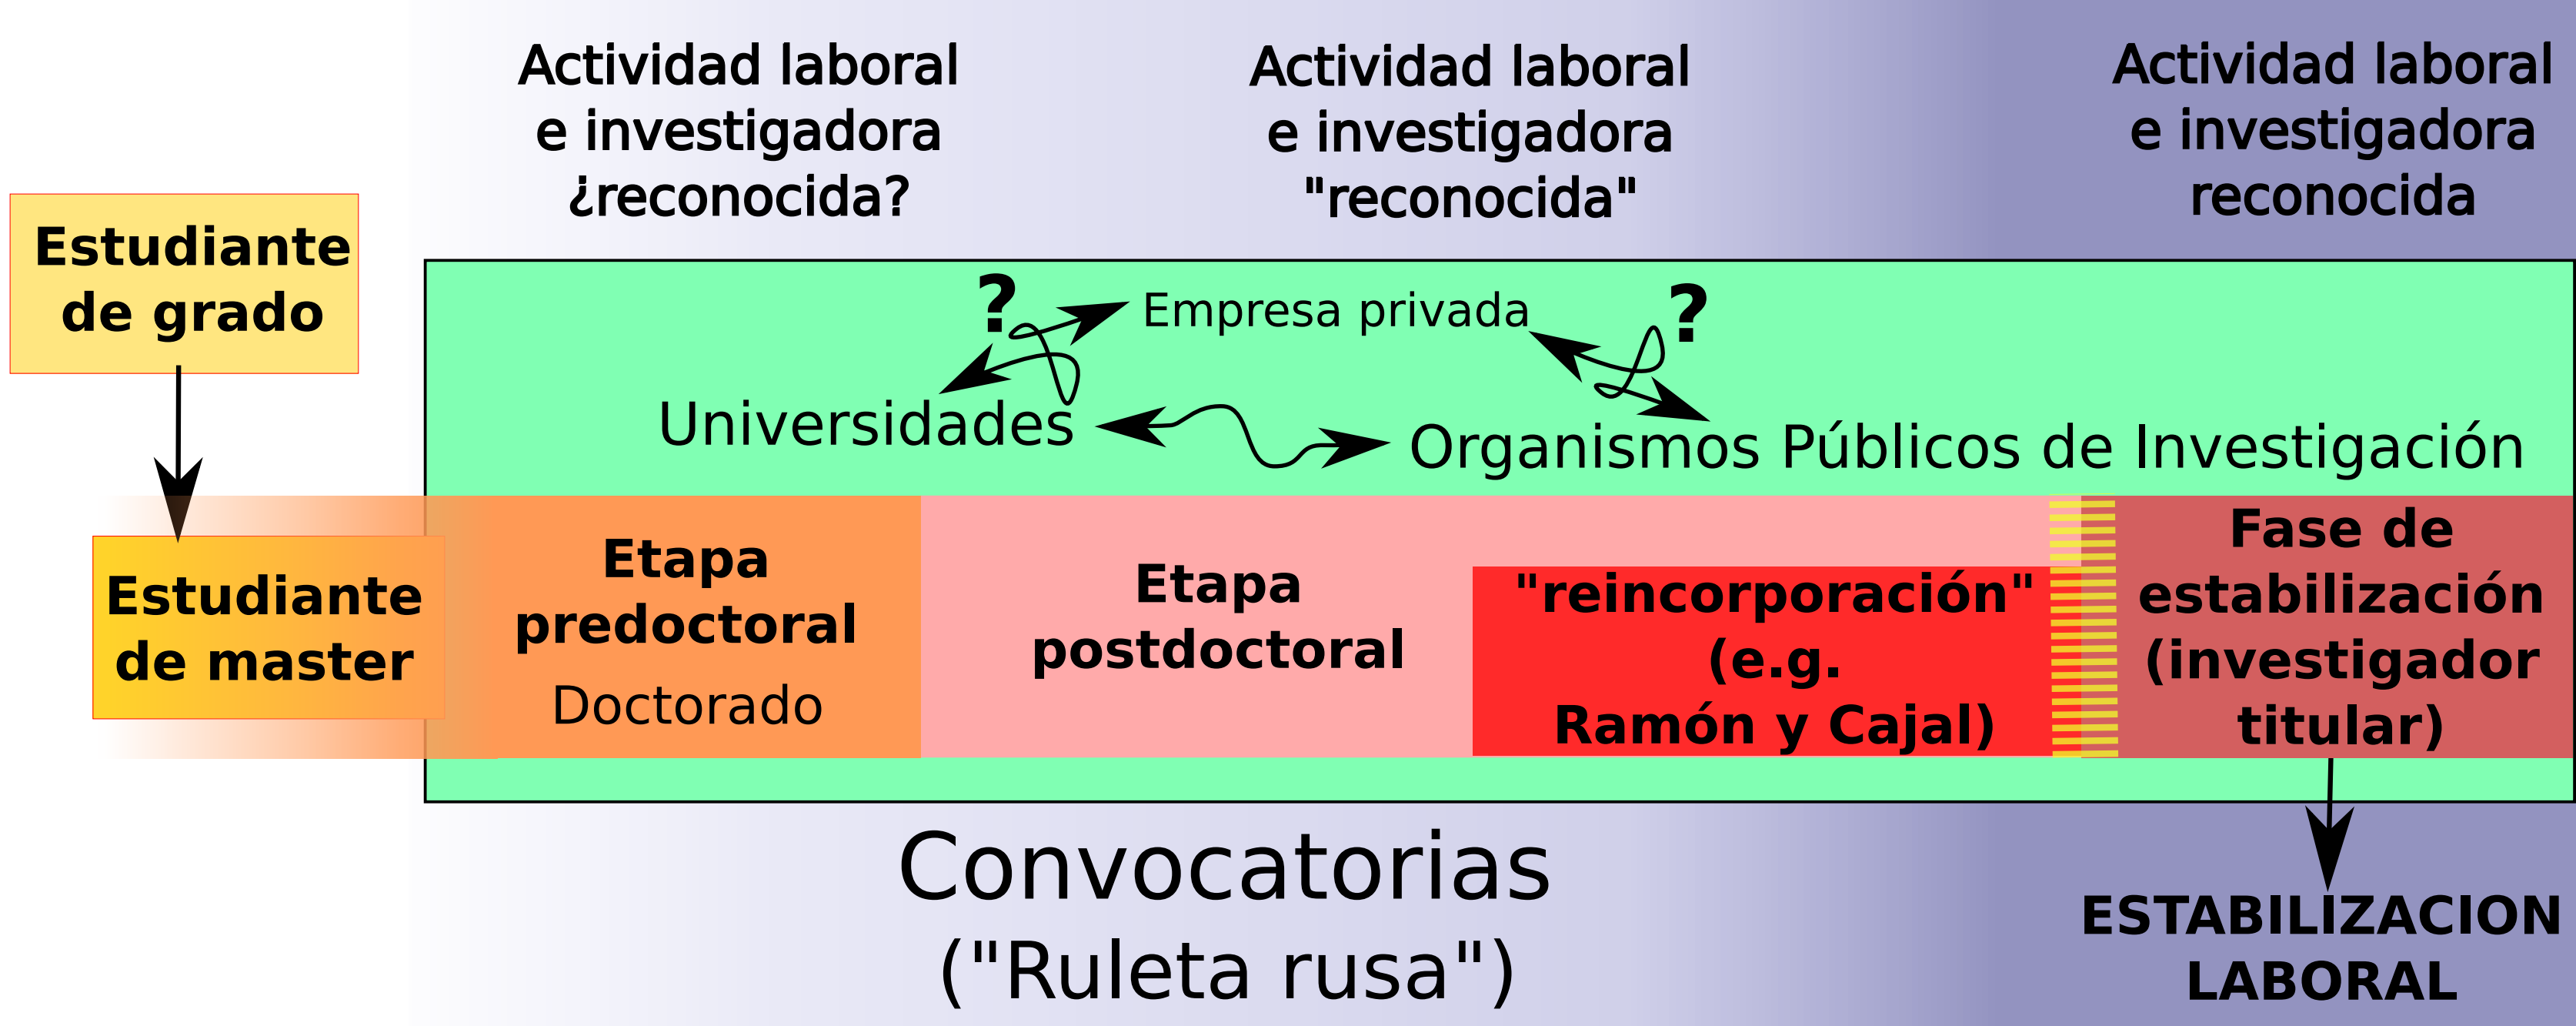 Actividad laboral
e investigadora
¿reconocida?
Actividad laboral
e investigadora
"reconocida"
Actividad laboral
e investigadora
reconocida
Estudiante
de grado
?
Empresa privada
?
Universidades
Organismos Públicos de Investigación
Estudiante
de master
Etapa
predoctoral
Doctorado
Etapa
postdoctoral
"reincorporación"
(e.g.
Ramón y Cajal)
Fase de
estabilización
(investigador
titular)
Convocatorias
("Ruleta rusa")
ESTABILIZACION
LABORAL